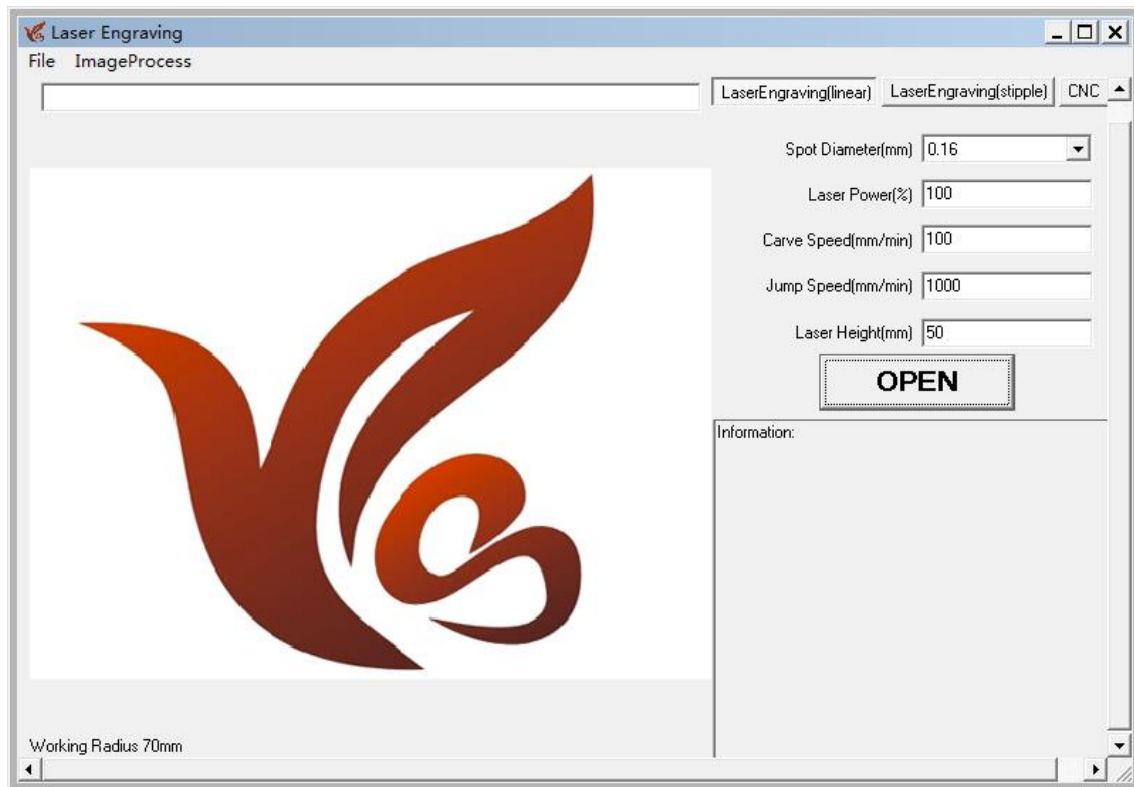 Laser Engraving
File ImageProcess
LaserEngraving(linear) LaserEngraving(stipple) CNC
Spot Diameter(mm) 0.16
Laser Power(%) 100
Carve Speed(mm/min) 100
Jump Speed(mm/min) 1000
Laser Height(mm) 50
OPEN
Information:
Working Radius 70mm